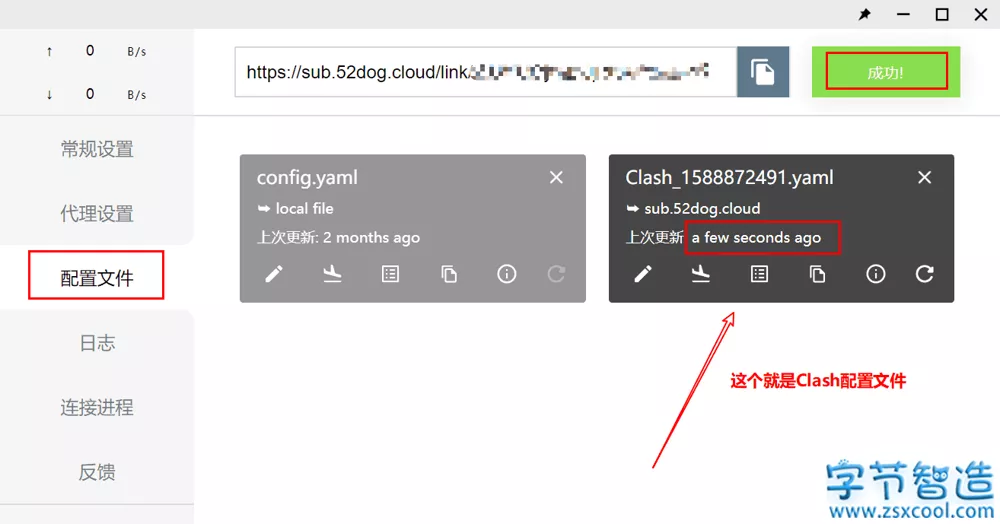 ↑ 0 B/s
↓ 0 B/s
https://sub.52dog.cloud/link/
成功!
常规设置
代理设置
配置文件
日志
连接进程
反馈
config.yaml
local file
上次更新: 2 months ago
Clash_1588872491.yaml
sub.52dog.cloud
上次更新: a few seconds ago
这个就是Clash配置文件
字节智造
www.zsxcool.com